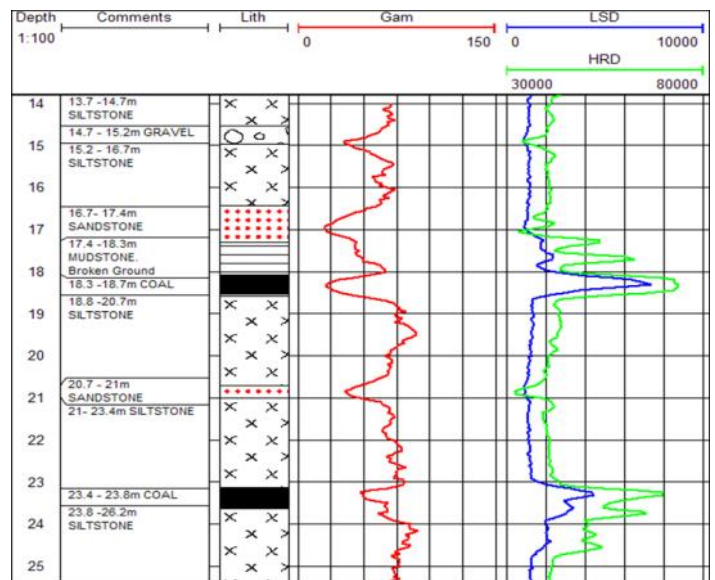 Depth Comments Lith Gam LSD
1:100 0 150 0 10000
HRD
30000 80000
14
15
16
17
18
19
20
21
22
23
24
25
13.7 -14.7m
SILTSTONE
14.7 - 15.2m GRAVEL
15.2 - 16.7m
SILTSTONE
16.7- 17.4m
SANDSTONE
17.4 -18.3m
MUDSTONE.
Broken Ground
18.3 -18.7m COAL
18.8 -20.7m
SILTSTONE
20.7 - 21m
SANDSTONE
21- 23.4m SILTSTONE
23.4 - 23.8m COAL
23.8 -26.2m
SILTSTONE